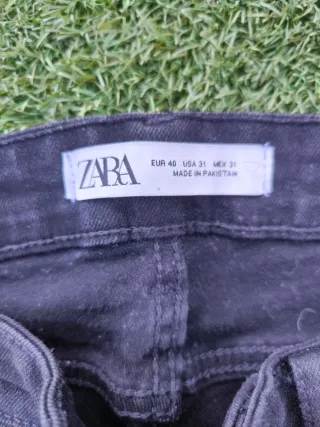 ZARA
EUR 40 USA 31 MEX 31
MADE IN PAKISTAN